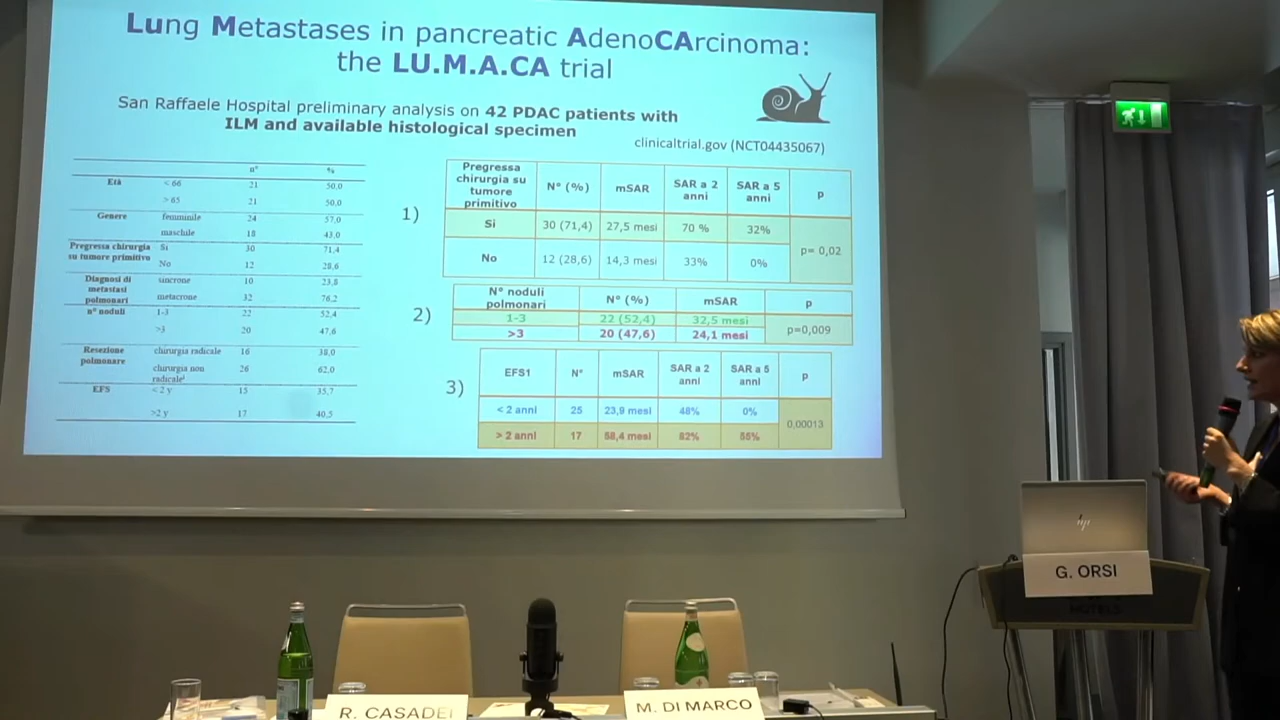 Lung Metastases in pancreatic AdenoCArcinoma:
the LU.M.A.CA trial
San Raffaele Hospital preliminary analysis on 42 PDAC patients with
ILM and available histological specimen
clinicaltrial.gov (NCT04435067)
n° %
Età < 66 21 50,0
> 65 21 50,0
Genere femminile 24 57,0
maschile 18 43,0
Pregressa chirurgia su tumore primitivo Si 30 71,4
No 12 28,6
Diagnosi di metastasi polmonari sincrone 10 23,8
metacrone 32 76,2
n° noduli 1-3 22 52,4
>3 20 47,6
Resezione polmonare chirurgia radicale 16 38,0
chirurgia non radicale 26 62,0
EFS < 2 y 15 35,7
>2 y 17 40,5
1)
Pregressa chirurgia su tumore primitivo N° (%) mSAR SAR a 2 anni SAR a 5 anni p
Si 30 (71,4) 27,5 mesi 70 % 32% p= 0,02
No 12 (28,6) 14,3 mesi 33% 0%
2)
N° noduli polmonari N° (%) mSAR p
1-3 22 (52,4) 32,5 mesi p=0,009
>3 20 (47,6) 24,1 mesi
3)
EFS1 N° mSAR SAR a 2 anni SAR a 5 anni p
< 2 anni 25 23,9 mesi 48% 0% 0,00013
> 2 anni 17 58,4 mesi 82% 55%
hp
G. ORSI
HOTELS
R. CASADEI
M. DI MARCO